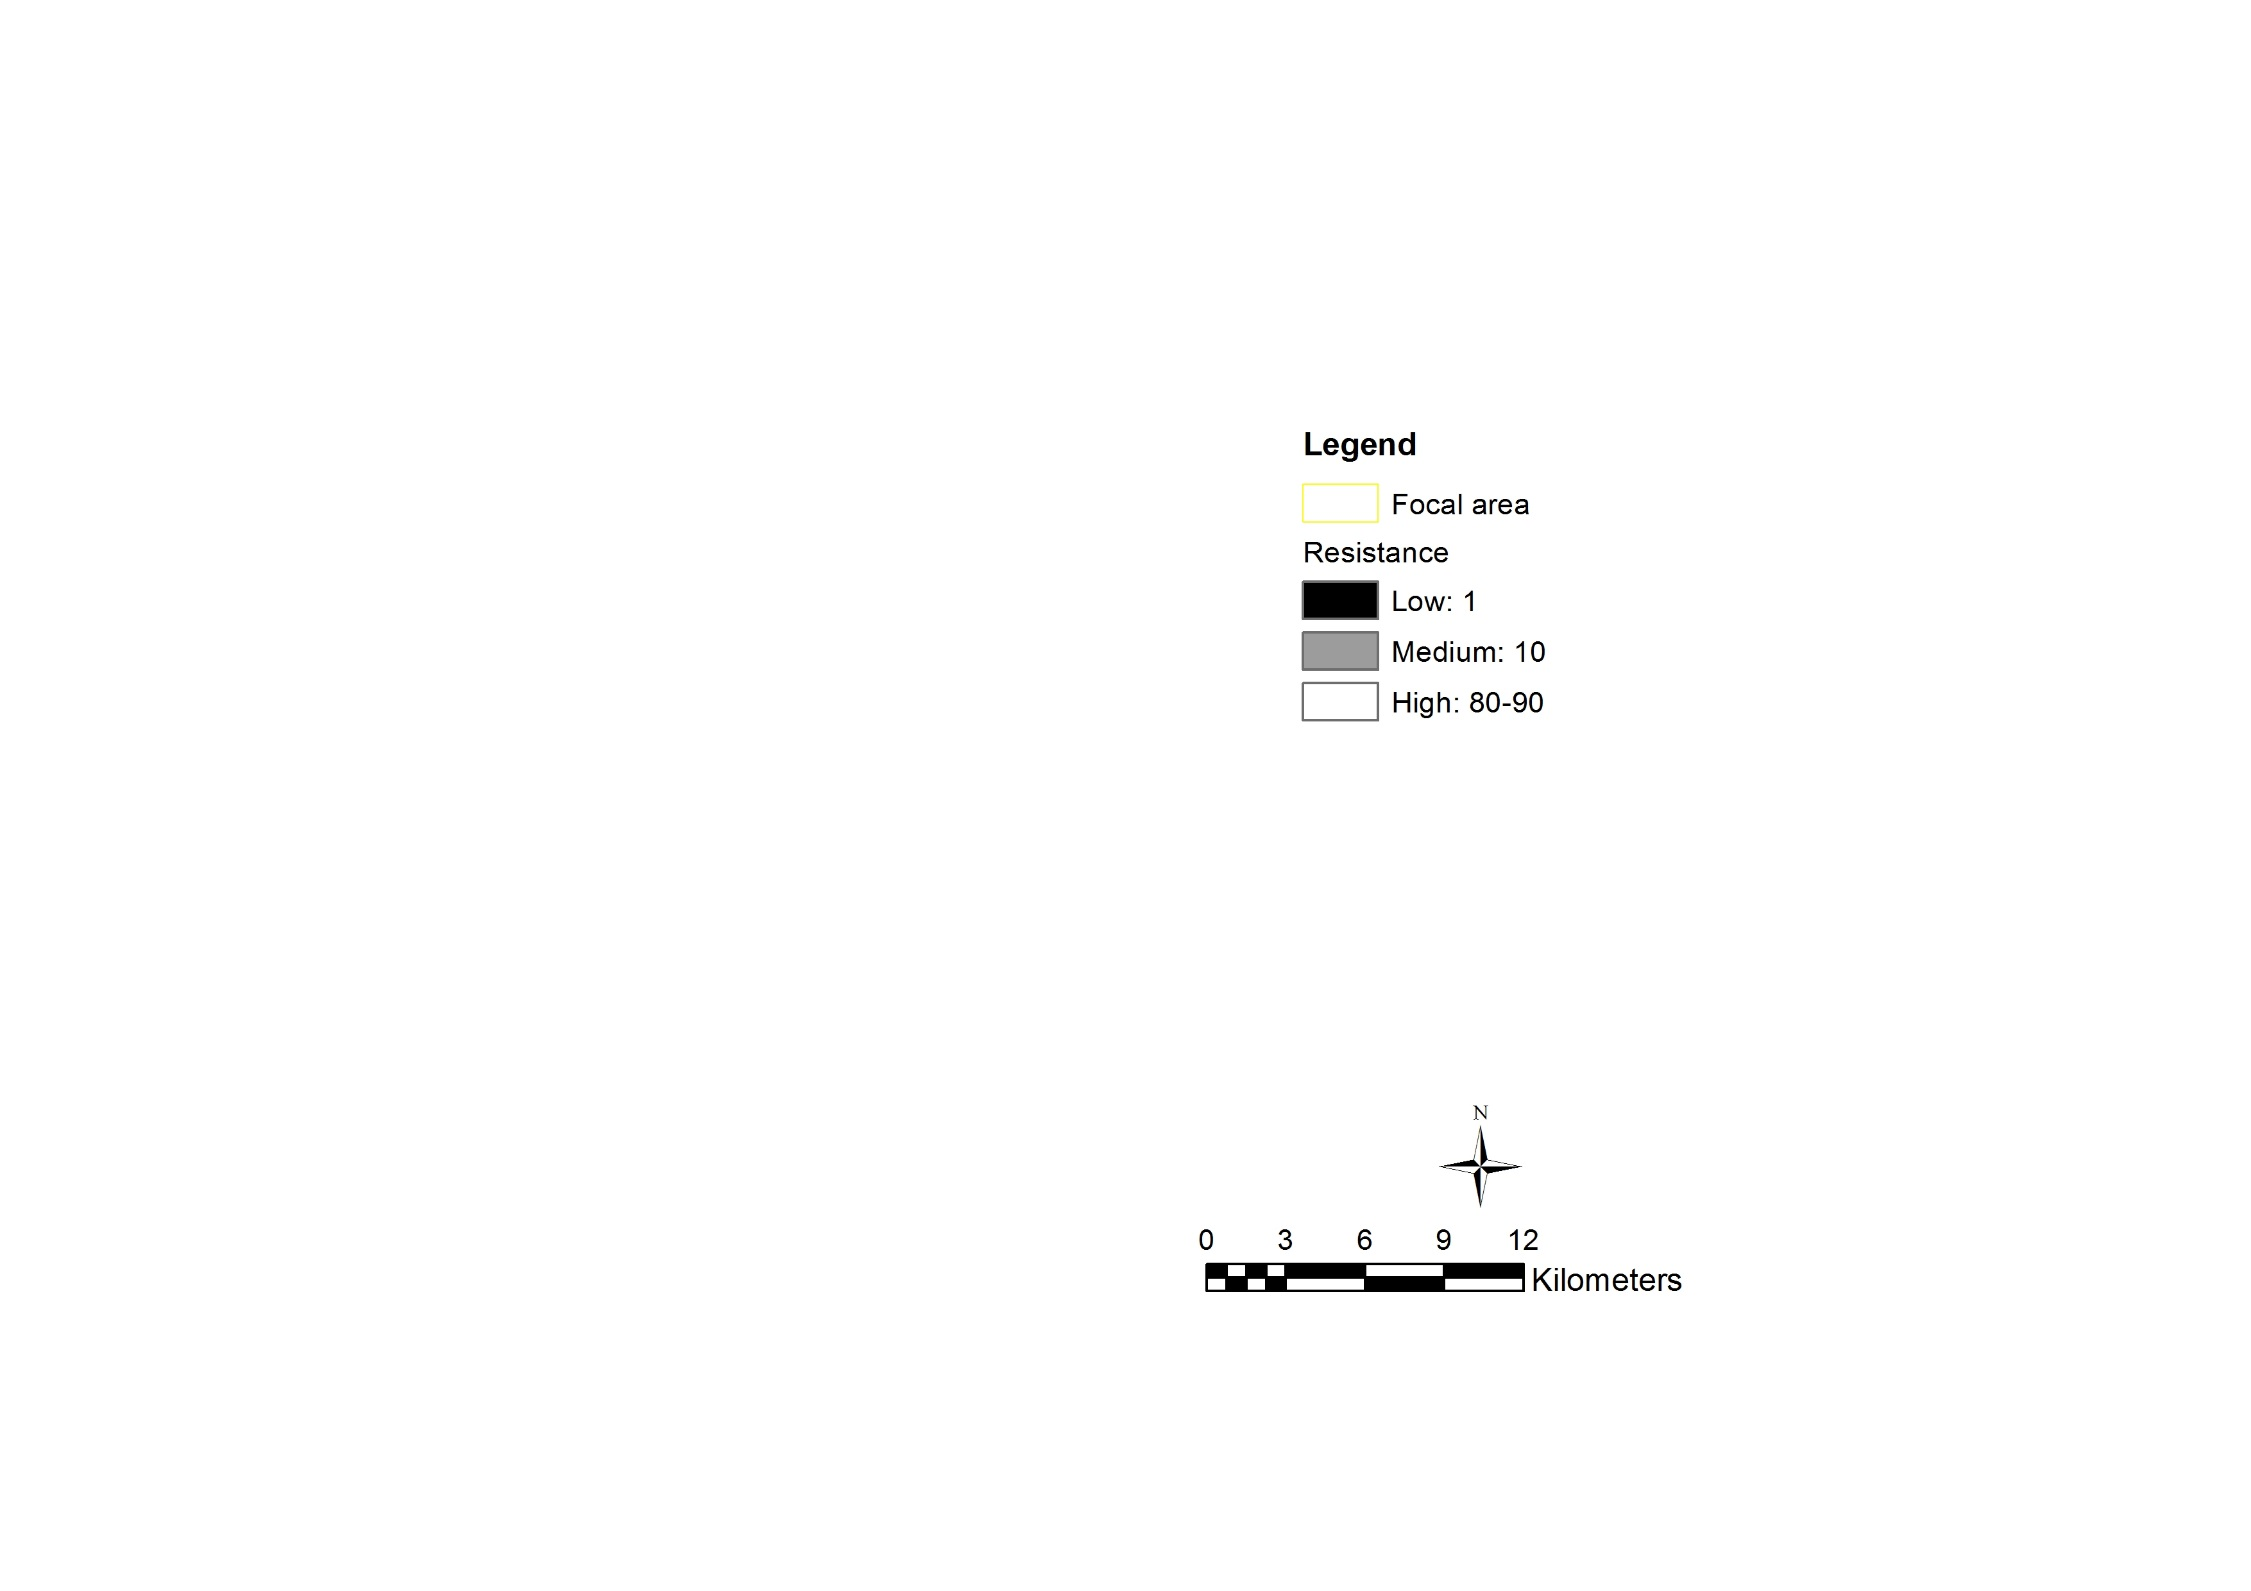 Legend
Focal area
Resistance
Low: 1
Medium: 10
High: 80-90
N
0 3 6 9 12
Kilometers